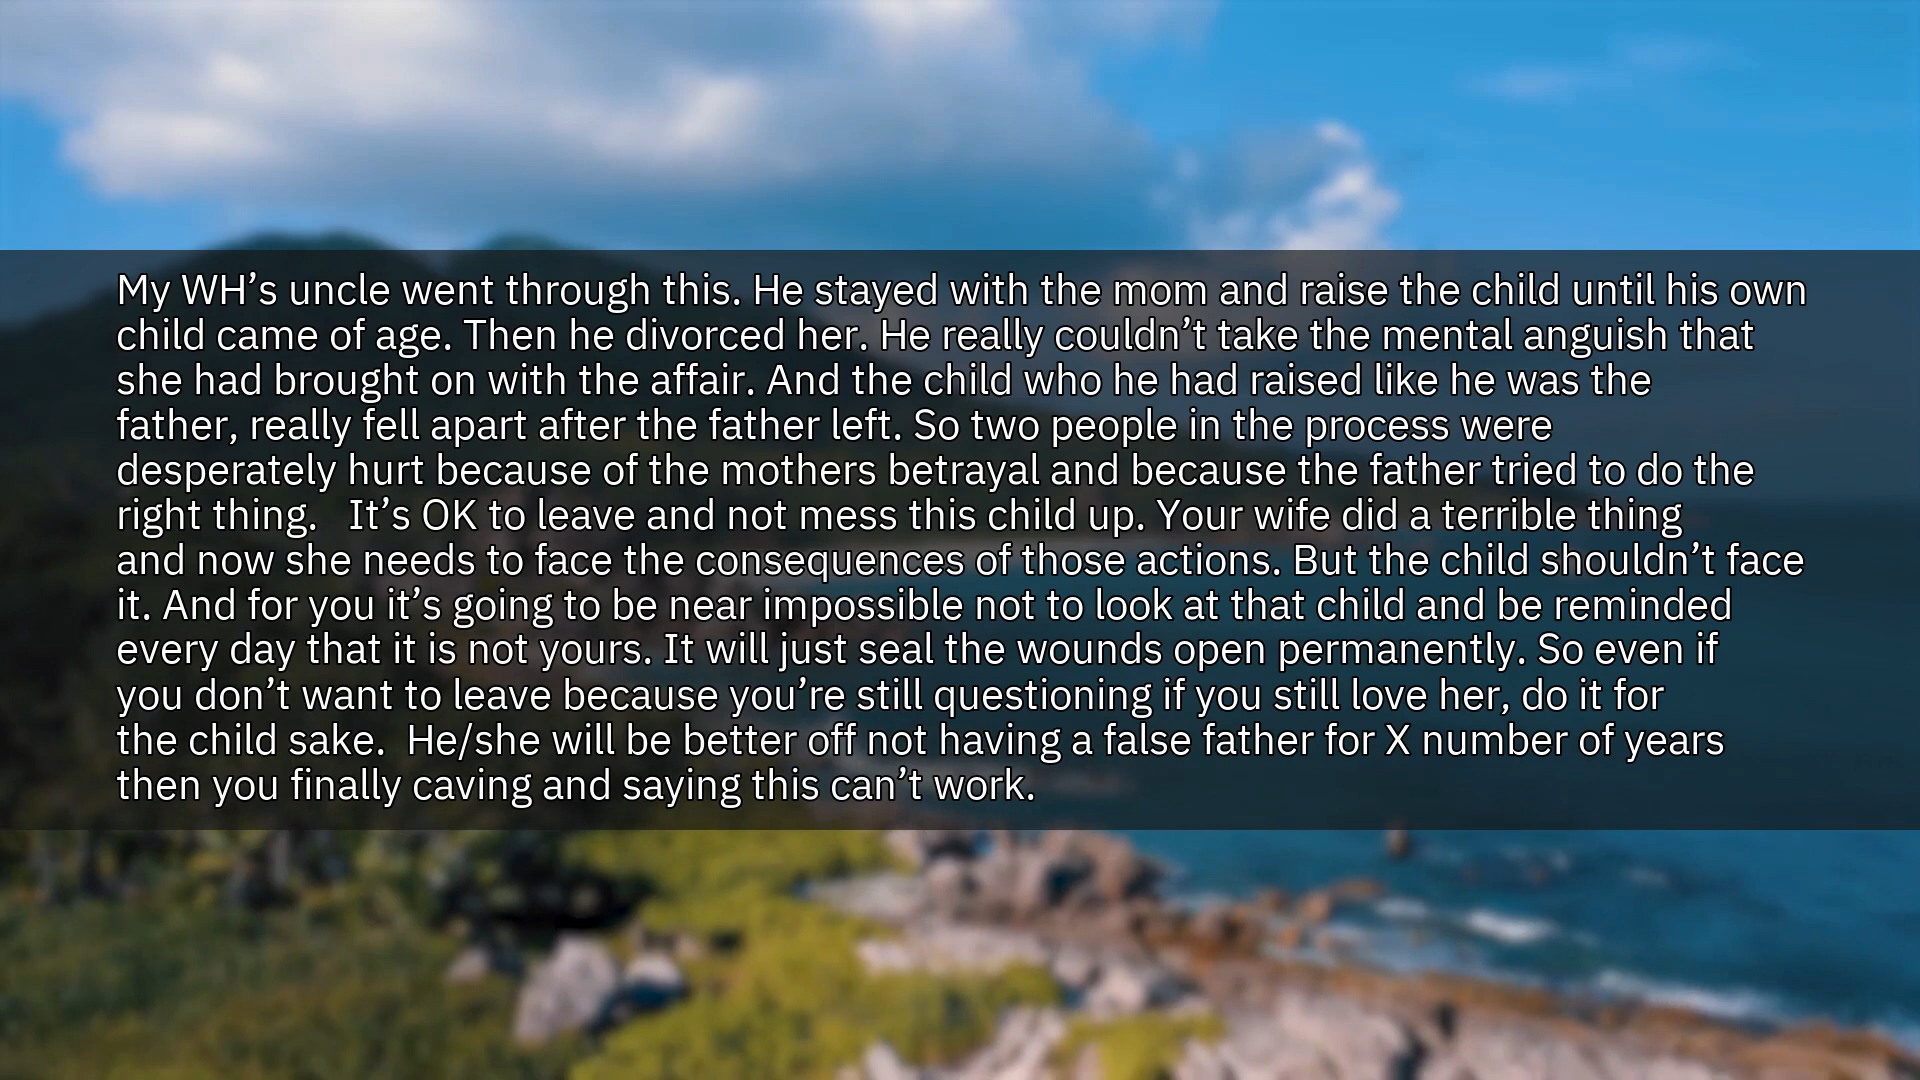 My WH’s uncle went through this. He stayed with the mom and raise the child until his own
child came of age. Then he divorced her. He really couldn’t take the mental anguish that
she had brought on with the affair. And the child who he had raised like he was the
father, really fell apart after the father left. So two people in the process were
desperately hurt because of the mothers betrayal and because the father tried to do the
right thing.   It’s OK to leave and not mess this child up. Your wife did a terrible thing
and now she needs to face the consequences of those actions. But the child shouldn’t face
it. And for you it’s going to be near impossible not to look at that child and be reminded
every day that it is not yours. It will just seal the wounds open permanently. So even if
you don’t want to leave because you’re still questioning if you still love her, do it for
the child sake.  He/she will be better off not having a false father for X number of years
then you finally caving and saying this can’t work.